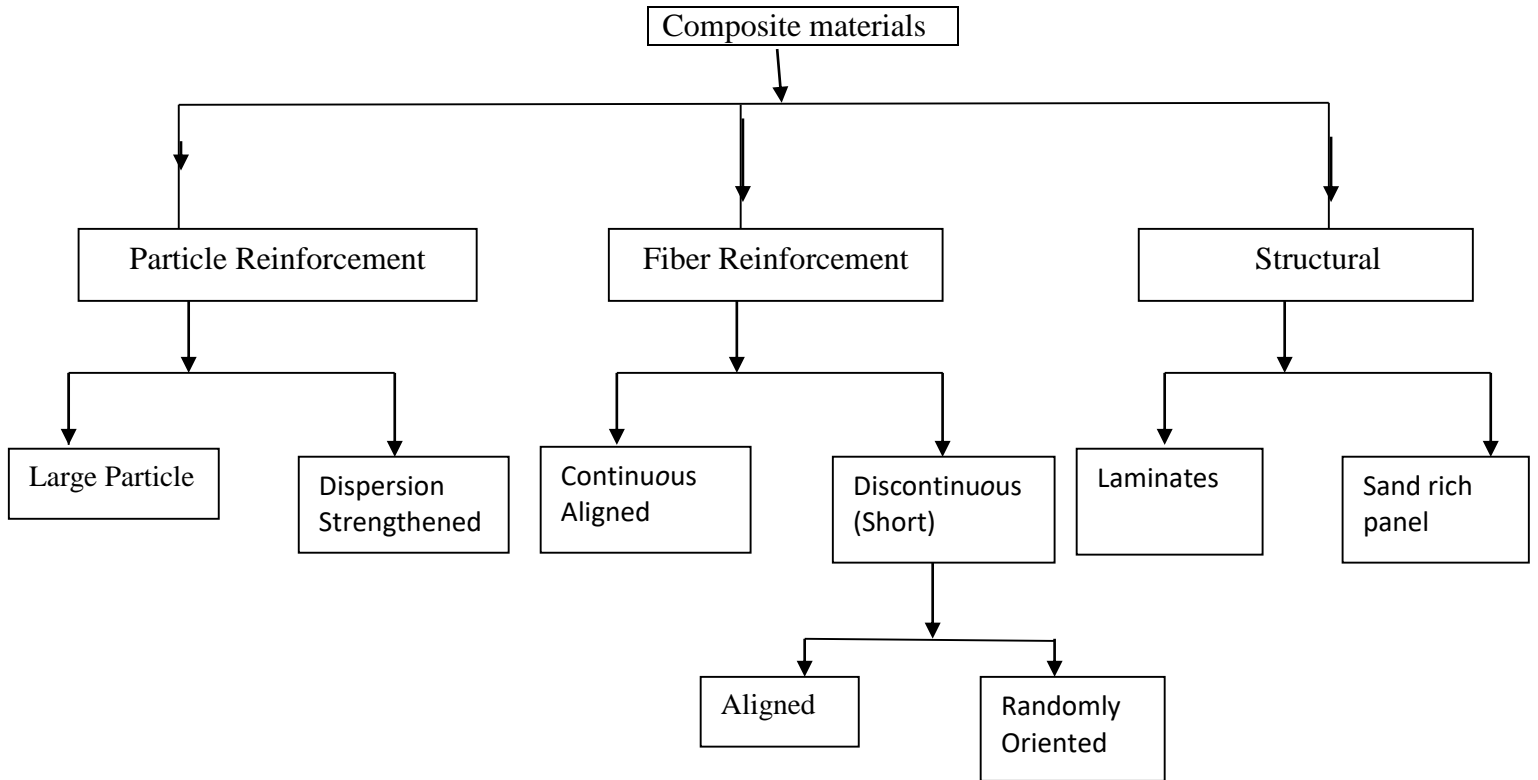 Composite materials
Particle Reinforcement
Fiber Reinforcement
Structural
Large Particle
Dispersion
Strengthened
Continuous
Aligned
Discontinuous
(Short)
Laminates
Sand rich
panel
Aligned
Randomly
Oriented